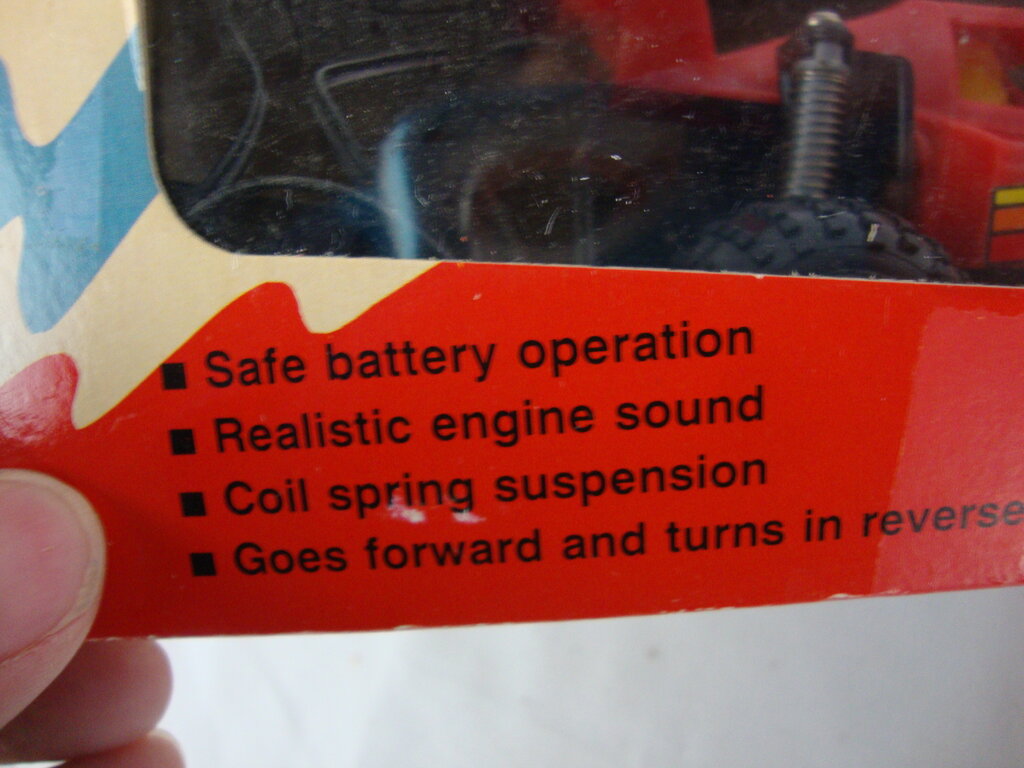 ■ Safe battery operation
■ Realistic engine sound
■ Coil spring suspension
■ Goes forward and turns in reverse